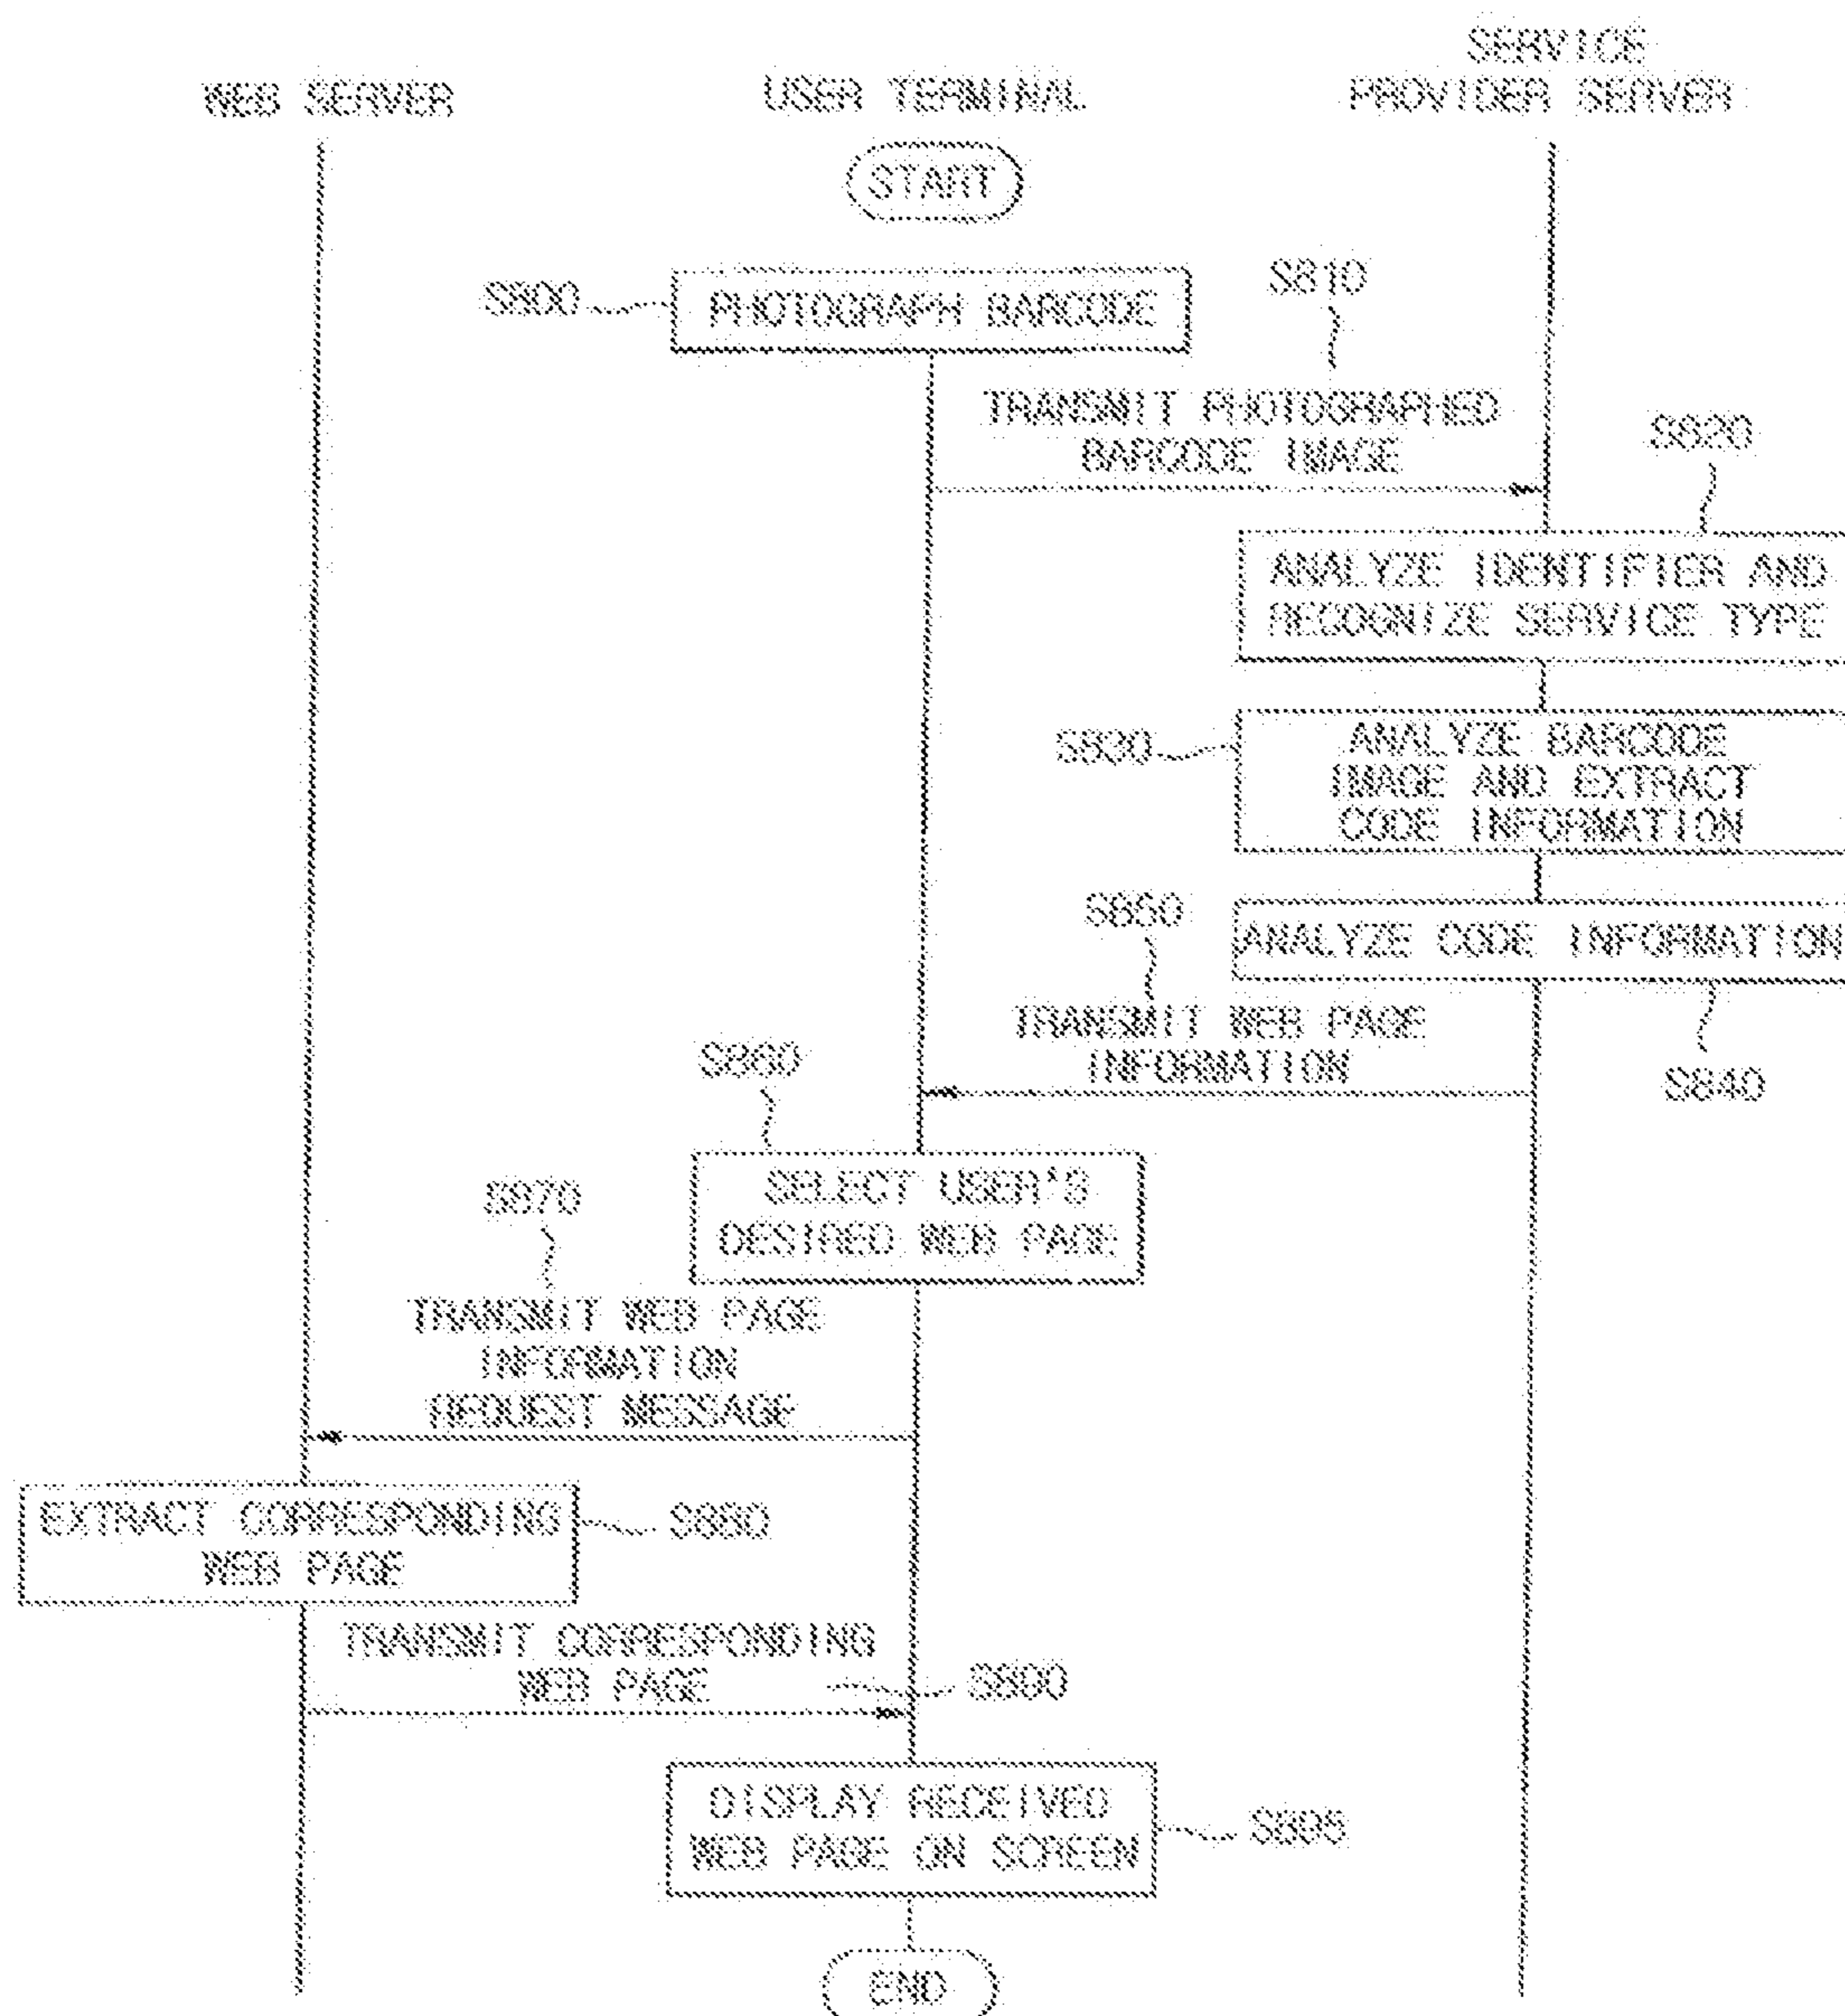 WEB SERVER
USER TERMINAL
SERVICE
PROVIDER SERVER
START
S800
PHOTOGRAPH BARCODE
S810
TRANSMIT PHOTOGRAPHED
BARCODE IMAGE
S820
ANALYZE IDENTIFIER AND
RECOGNIZE SERVICE TYPE
S830
ANALYZE BARCODE
IMAGE AND EXTRACT
CODE INFORMATION
S850
ANALYZE CODE INFORMATION
TRANSMIT WEB PAGE
INFORMATION
S840
S860
SELECT USER'S
DESIRED WEB PAGE
S870
TRANSMIT WEB PAGE
INFORMATION
REQUEST MESSAGE
EXTRACT CORRESPONDING
WEB PAGE
S880
TRANSMIT CORRESPONDING
WEB PAGE
DISPLAY RECEIVED
WEB PAGE ON SCREEN
S895
END